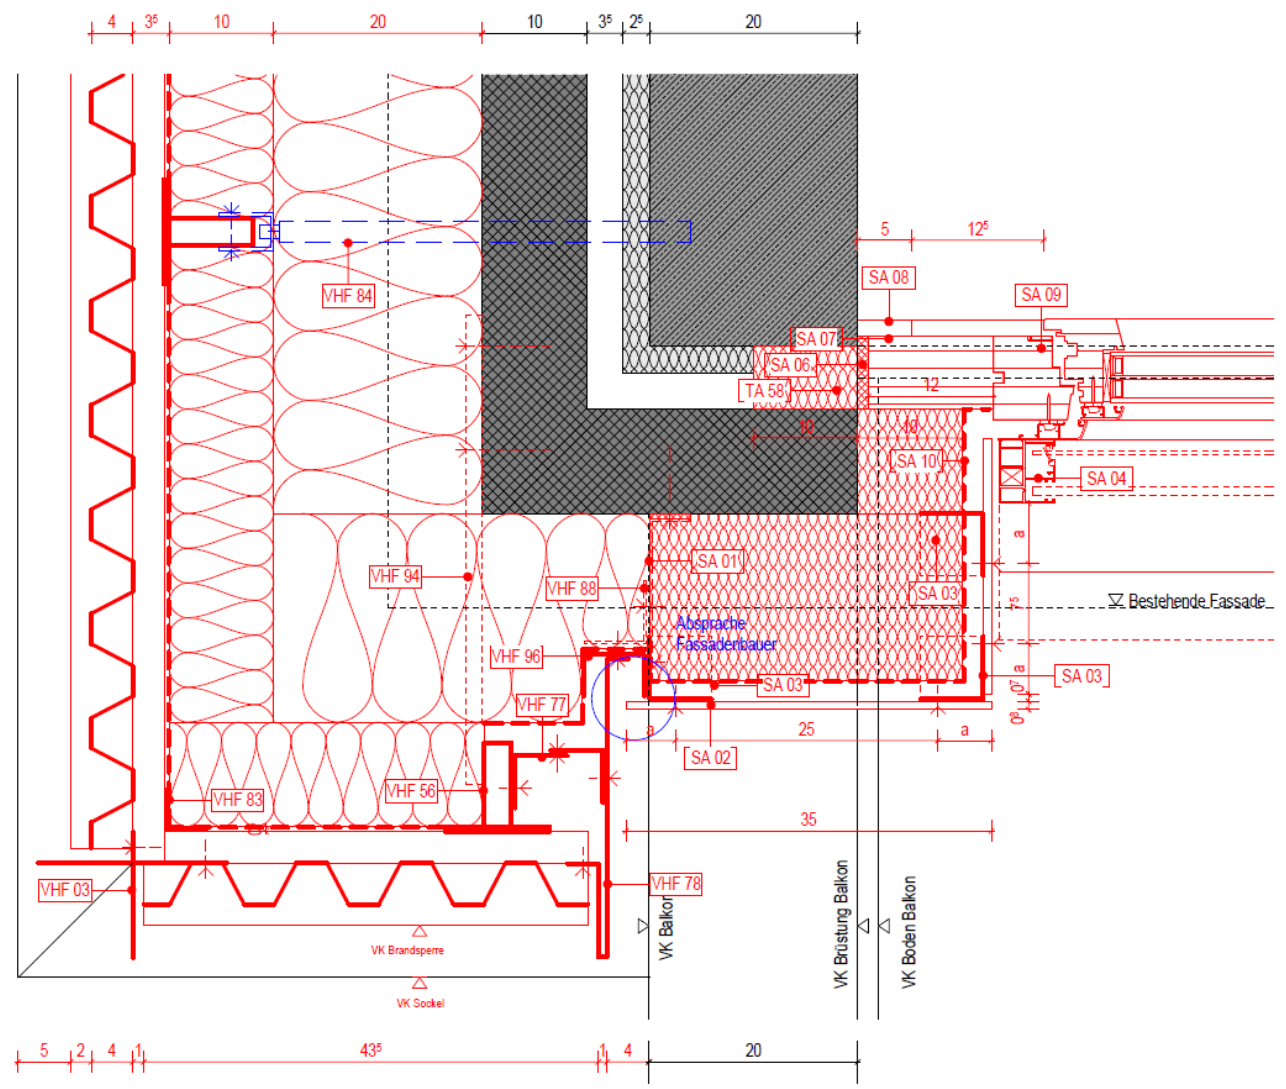 4 3⁵ 10 20 10 3⁵ 2⁵ 20
5 12⁵
SA 08
SA 09
VHF 84
SA 07
SA 06
TA 58
12
10 10
SA 10
SA 04
a
SA 01
VHF 94
VHF 88
SA 03
75
Bestehende Fassade
Absprache
Fassadenbauer
VHF 96
a
SA 03
SA 03
0⁷
VHF 77
0⁸
a 25 a
SA 02
VHF 56
VHF 83
35
VHF 03
VHF 78
VK Balkon
VK Brüstung Balkon
VK Boden Balkon
VK Brandsperre
VK Sockel
5 2 4 1 43⁵ 1 4 20